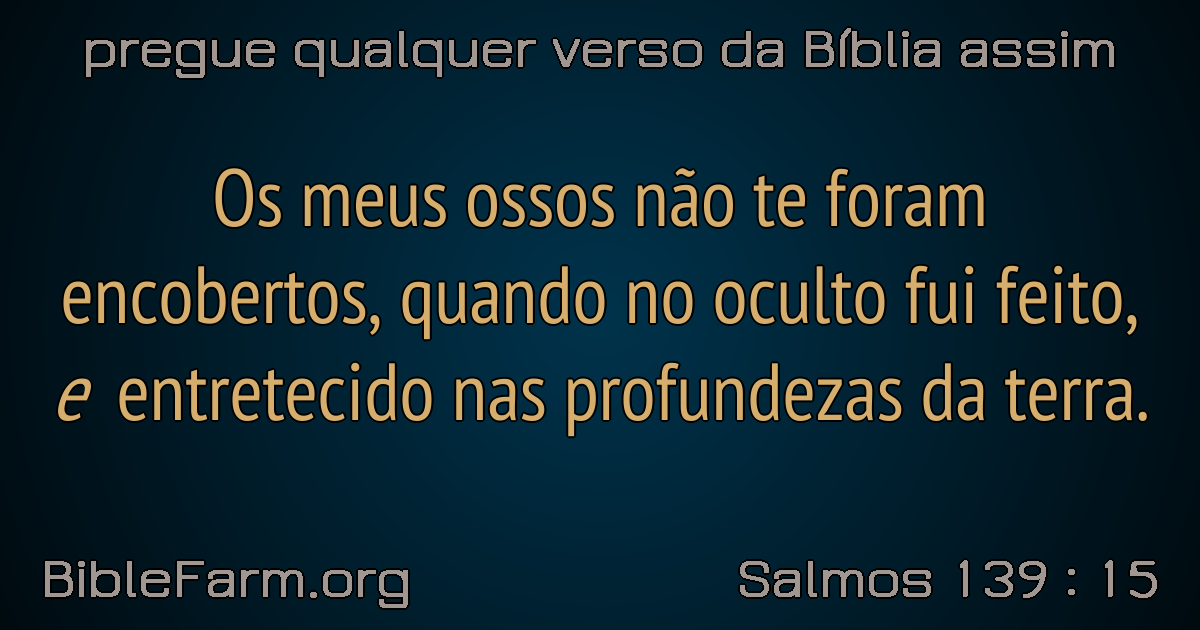 pregue qualquer verso da Bíblia assim
Os meus ossos não te foram
encobertos, quando no oculto fui feito,
e entretecido nas profundezas da terra.
BibleFarm.org
Salmos 139 : 15